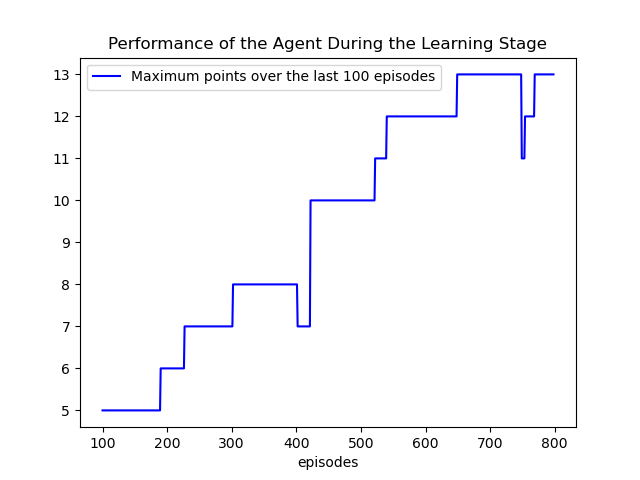 Performance of the Agent During the Learning Stage
Maximum points over the last 100 episodes
13
12
11
10
9
8
7
6
5
100 200 300 400 500 600 700 800
episodes